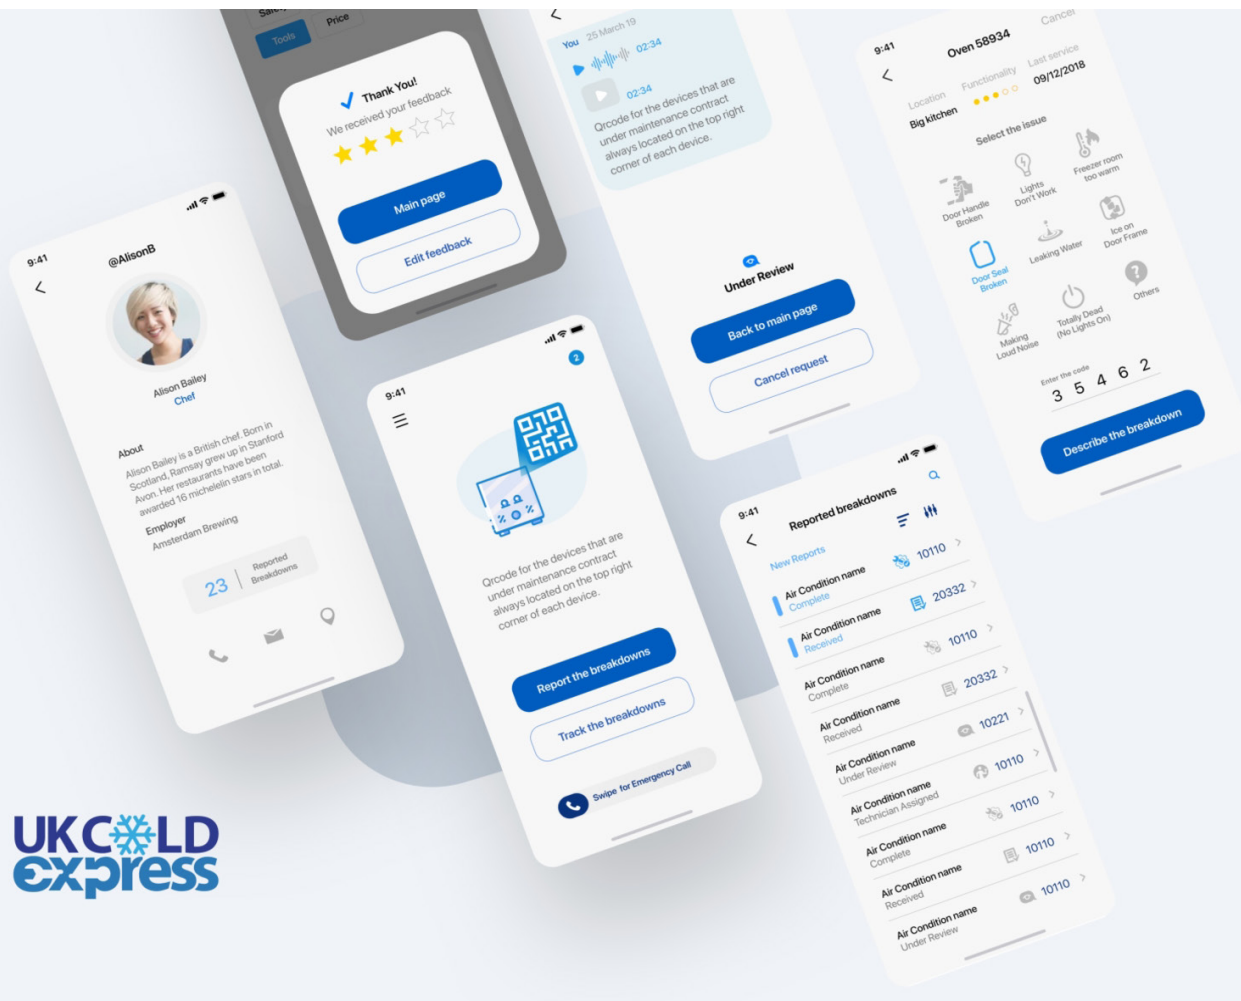 Tools
Price
Thank You!
We received your feedback
Main page
Edit feedback
You 25 March 19
02:34
02:34
Qrcode for the devices that are
under maintenance contract
always located on the top right
corner of each device.
Under Review
Back to main page
Cancel request
9:41
Cancel
Oven 58934
Location Functionality Last service
Big kitchen 09/12/2018
Select the issue
Door Handle
Broken
Lights
Don't Work
Freezer room
too warm
Door Seal
Broken
Leaking Water
Ice on
Door Frame
Making
Loud Noise
Totally Dead
(No Lights On)
Others
Enter the code
3 5 4 6 2
Describe the breakdown
9:41
@AlisonB
Alison Bailey
Chef
About
Alison Bailey is a British chef. Born in
Scotland, Ramsay grew up in Stanford
Avon. Her restaurants have been
awarded 16 michelelin stars in total.
Employer
Amsterdam Brewing
23
Reported
Breakdowns
9:41
2
Qrcode for the devices that are
under maintenance contract
always located on the top right
corner of each device.
Report the breakdowns
Track the breakdowns
Swipe for Emergency Call
9:41
Reported breakdowns
New Reports
Air Condition name
Complete
10110
Air Condition name
Received
20332
Air Condition name
Complete
10110
Air Condition name
Received
20332
Air Condition name
Under Review
10221
Air Condition name
Technician Assigned
10110
Air Condition name
Complete
10110
Air Condition name
Received
10110
Air Condition name
Under Review
10110
UK COLD
express